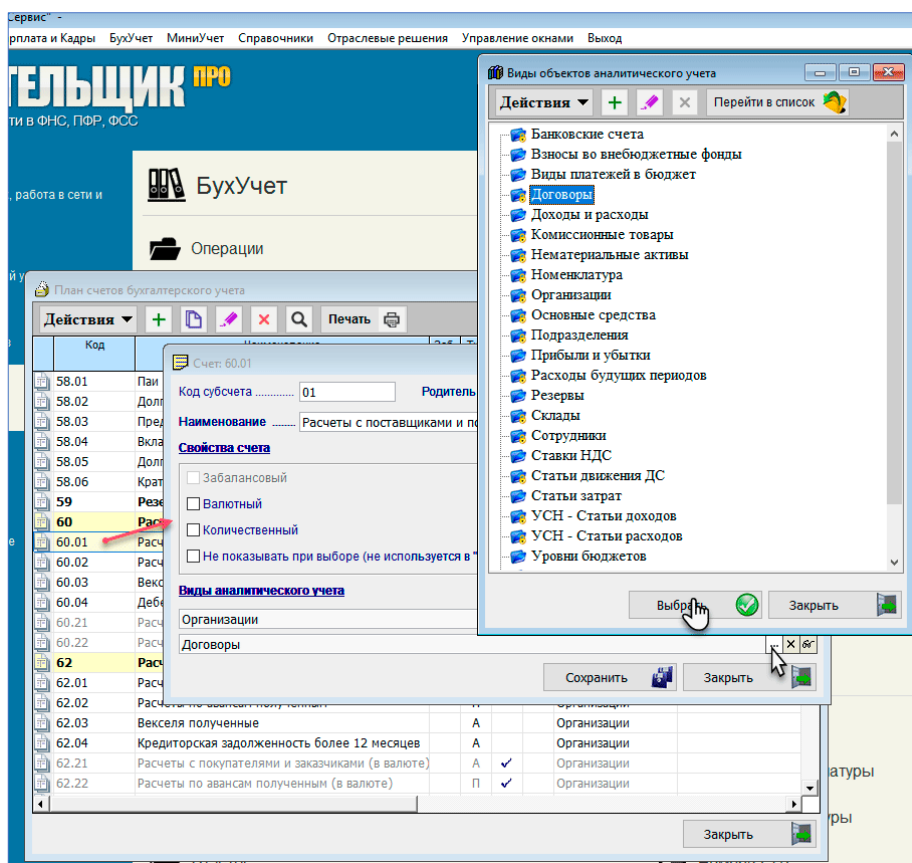 Сервис" -
рплата и Кадры БухУчет МиниУчет Справочники Отраслевые решения Управление окнами Выход
ТЕЛЬЩИК ПРО
ти в ФНС, ПФР, ФСС
, работа в сети и
БухУчет
Операции
й у
Виды объектов аналитического учета
Действия Перейти в список
Банковские счета
Взносы во внебюджетные фонды
Виды платежей в бюджет
Договоры
Доходы и расходы
Комиссионные товары
Нематериальные активы
Номенклатура
Организации
Основные средства
Подразделения
Прибыли и убытки
Расходы будущих периодов
Резервы
Склады
Сотрудники
Ставки НДС
Статьи движения ДС
Статьи затрат
УСН - Статьи доходов
УСН - Статьи расходов
Уровни бюджетов
Выбрать Закрыть
План счетов бухгалтерского учета
Действия Печать
Код
58.01 Паи
58.02 Долг
58.03 Пред
58.04 Вкла
58.05 Долг
58.06 Крат
59 Резе
60 Рас
60.01 Расч
60.02 Расч
60.03 Векс
60.04 Дебе
60.21 Расч
60.22 Расч
62 Расч
62.01 Расч
62.02 Расчеты по авансам полученным П Организации
62.03 Векселя полученные А Организации
62.04 Кредиторская задолженность более 12 месяцев А Организации
62.21 Расчеты с покупателями и заказчиками (в валюте) А ✓ Организации
62.22 Расчеты по авансам полученным (в валюте) П ✓ Организации
Закрыть
Счет: 60.01
Код субсчета ............. 01 Родитель
Наименование ....... Расчеты с поставщиками и по
Свойства счета
Забалансовый
Валютный
Количественный
Не показывать при выборе (не используется в "
Виды аналитического учета
Организации
Договоры
... ×
Сохранить Закрыть
атуры
ры